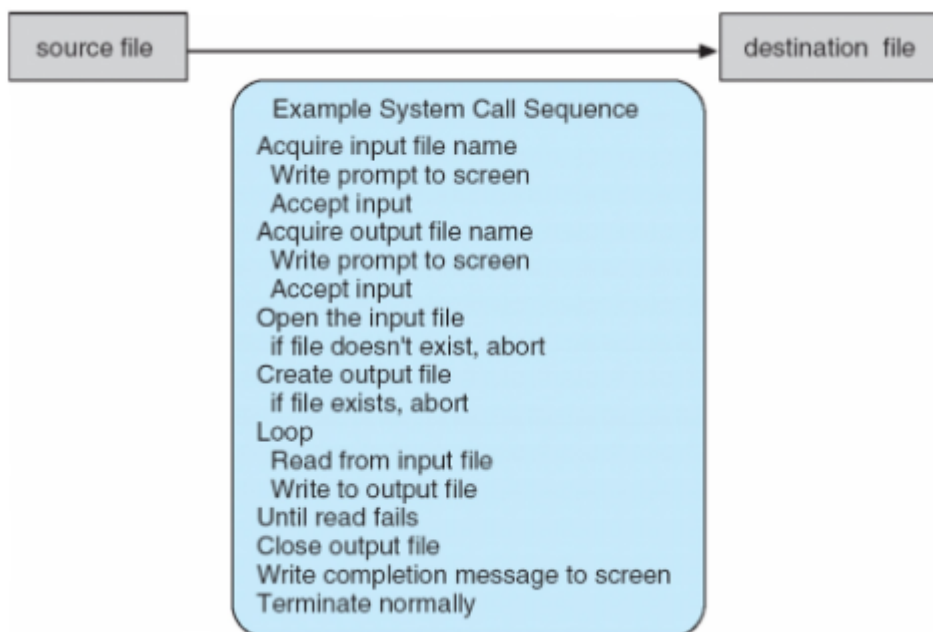 source file
destination file
Example System Call Sequence
Acquire input file name
Write prompt to screen
Accept input
Acquire output file name
Write prompt to screen
Accept input
Open the input file
if file doesn't exist, abort
Create output file
if file exists, abort
Loop
Read from input file
Write to output file
Until read fails
Close output file
Write completion message to screen
Terminate normally